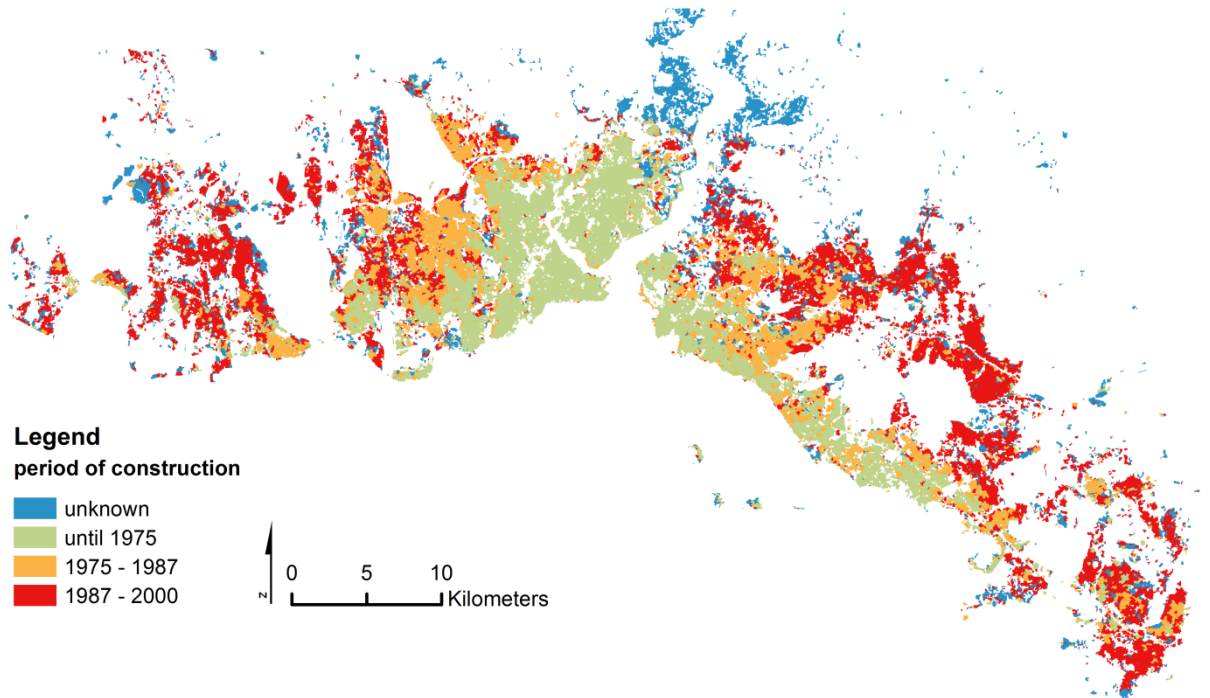 Legend
period of construction
unknown
until 1975
1975 - 1987
1987 - 2000
N
0 5 10
Kilometers